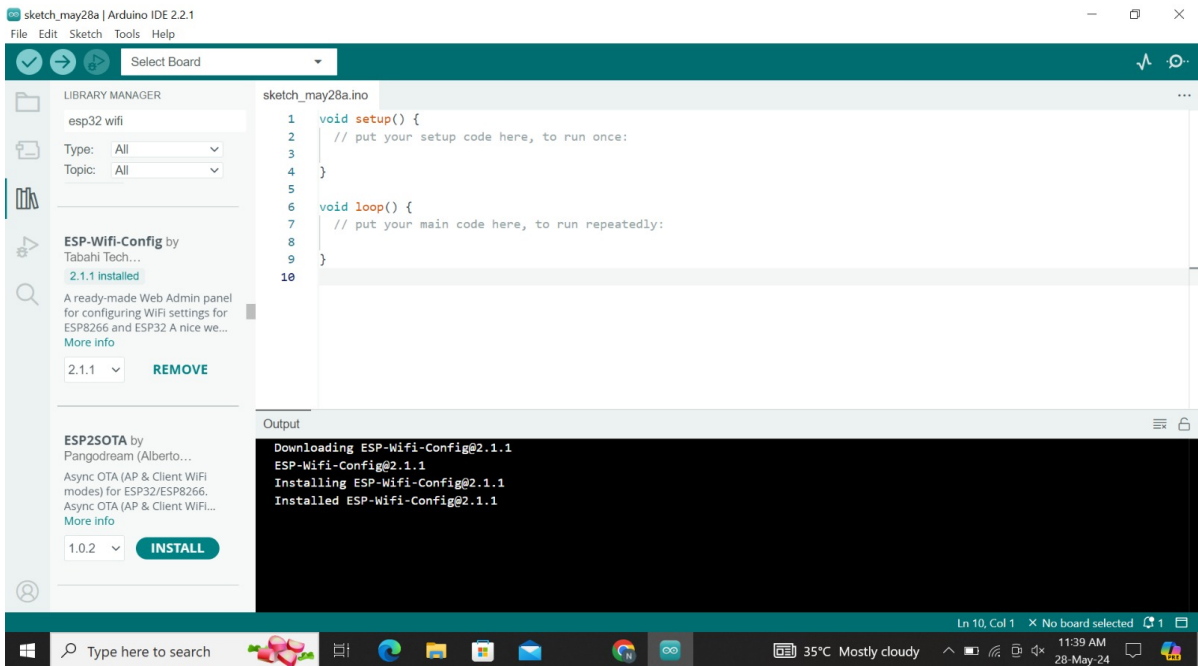 sketch_may28a | Arduino IDE 2.2.1
File Edit Sketch Tools Help
Select Board
LIBRARY MANAGER
esp32 wifi
Type: All
Topic: All
ESP-Wifi-Config by
Tabahi Tech...
2.1.1 installed
A ready-made Web Admin panel
for configuring WiFi settings for
ESP8266 and ESP32 A nice we...
More info
2.1.1 REMOVE
ESP2SOTA by
Pangodream (Alberto...
Async OTA (AP & Client WiFi
modes) for ESP32/ESP8266.
Async OTA (AP & Client WiFi...
More info
1.0.2 INSTALL
sketch_may28a.ino
1 void setup() {
2 // put your setup code here, to run once:
3
4 }
5
6 void loop() {
7 // put your main code here, to run repeatedly:
8
9 }
10
Output
Downloading ESP-Wifi-Config@2.1.1
ESP-Wifi-Config@2.1.1
Installing ESP-Wifi-Config@2.1.1
Installed ESP-Wifi-Config@2.1.1
Ln 10, Col 1 × No board selected 1
Type here to search
35°C Mostly cloudy
11:39 AM
28-May-24
PRE